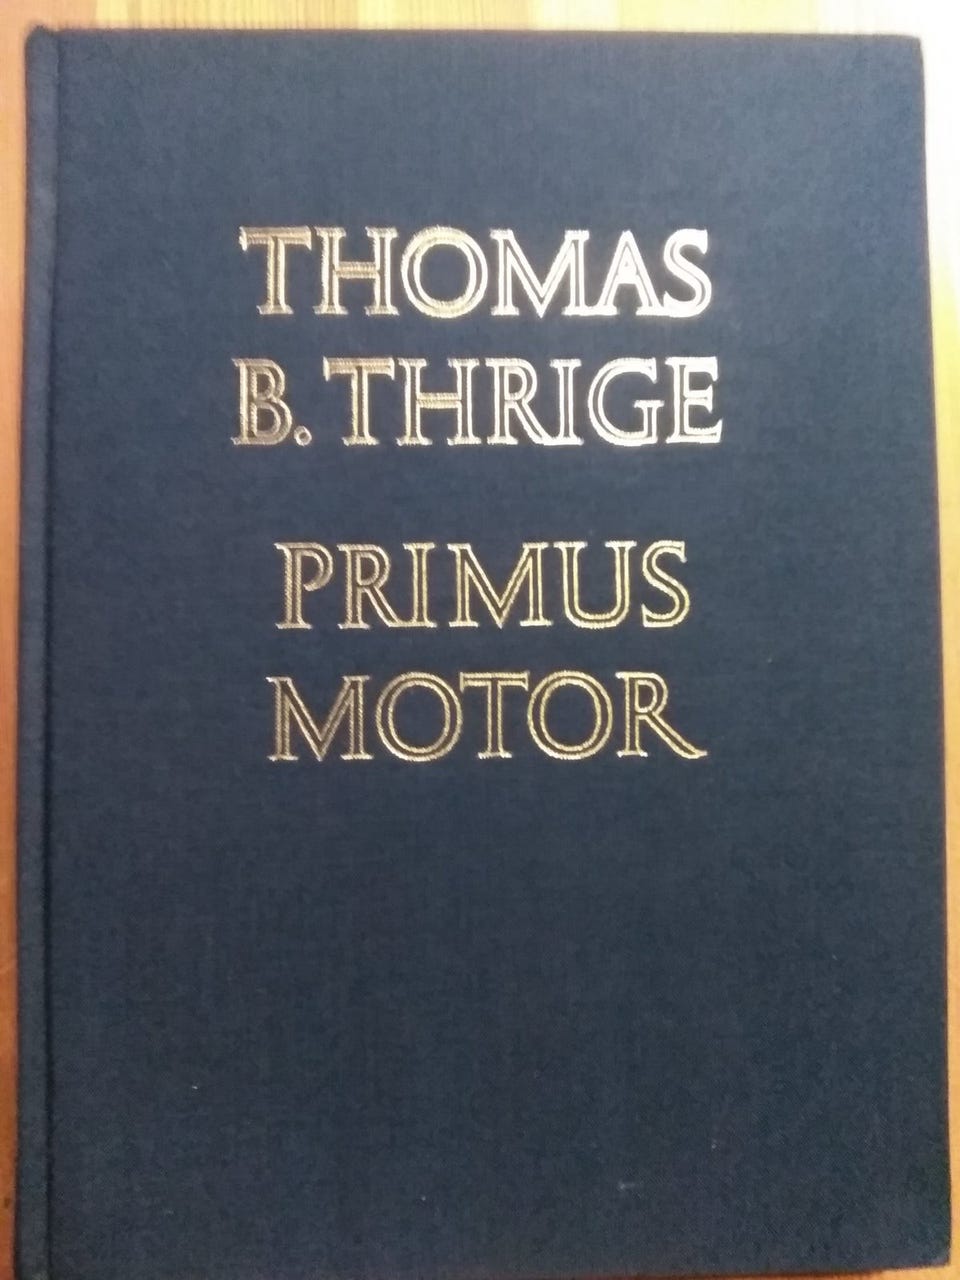 THOMAS
B. THRIGE
PRIMUS
MOTOR